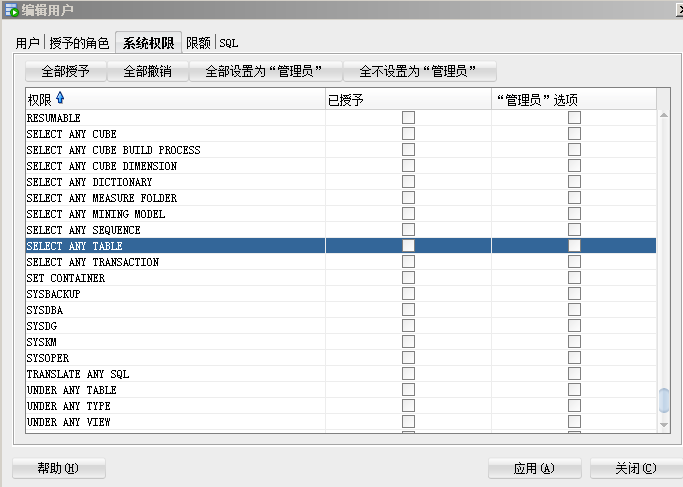 编辑用户
用户 授予的角色 系统权限 限额 SQL
全部授予 全部撤销 全部设置为“管理员” 全不设置为“管理员”
权限 已授予 “管理员”选项
RESUMABLE
SELECT ANY CUBE
SELECT ANY CUBE BUILD PROCESS
SELECT ANY CUBE DIMENSION
SELECT ANY DICTIONARY
SELECT ANY MEASURE FOLDER
SELECT ANY MINING MODEL
SELECT ANY SEQUENCE
SELECT ANY TABLE
SELECT ANY TRANSACTION
SET CONTAINER
SYSBACKUP
SYSDBA
SYSDG
SYSKM
SYSOPER
TRANSLATE ANY SQL
UNDER ANY TABLE
UNDER ANY TYPE
UNDER ANY VIEW
帮助(H) 应用(A) 关闭(C)